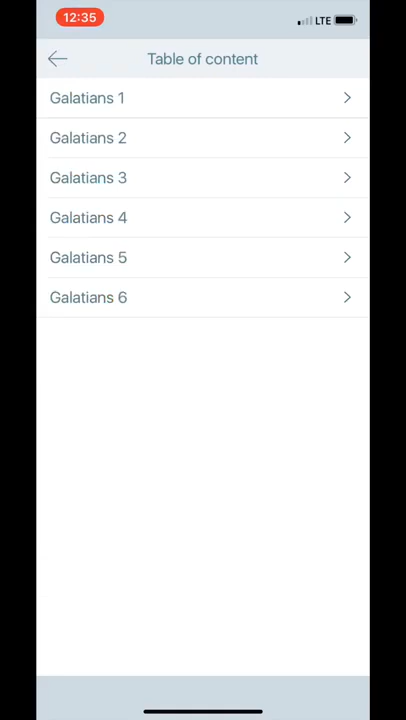 12:35
LTE
Table of content
Galatians 1
Galatians 2
Galatians 3
Galatians 4
Galatians 5
Galatians 6